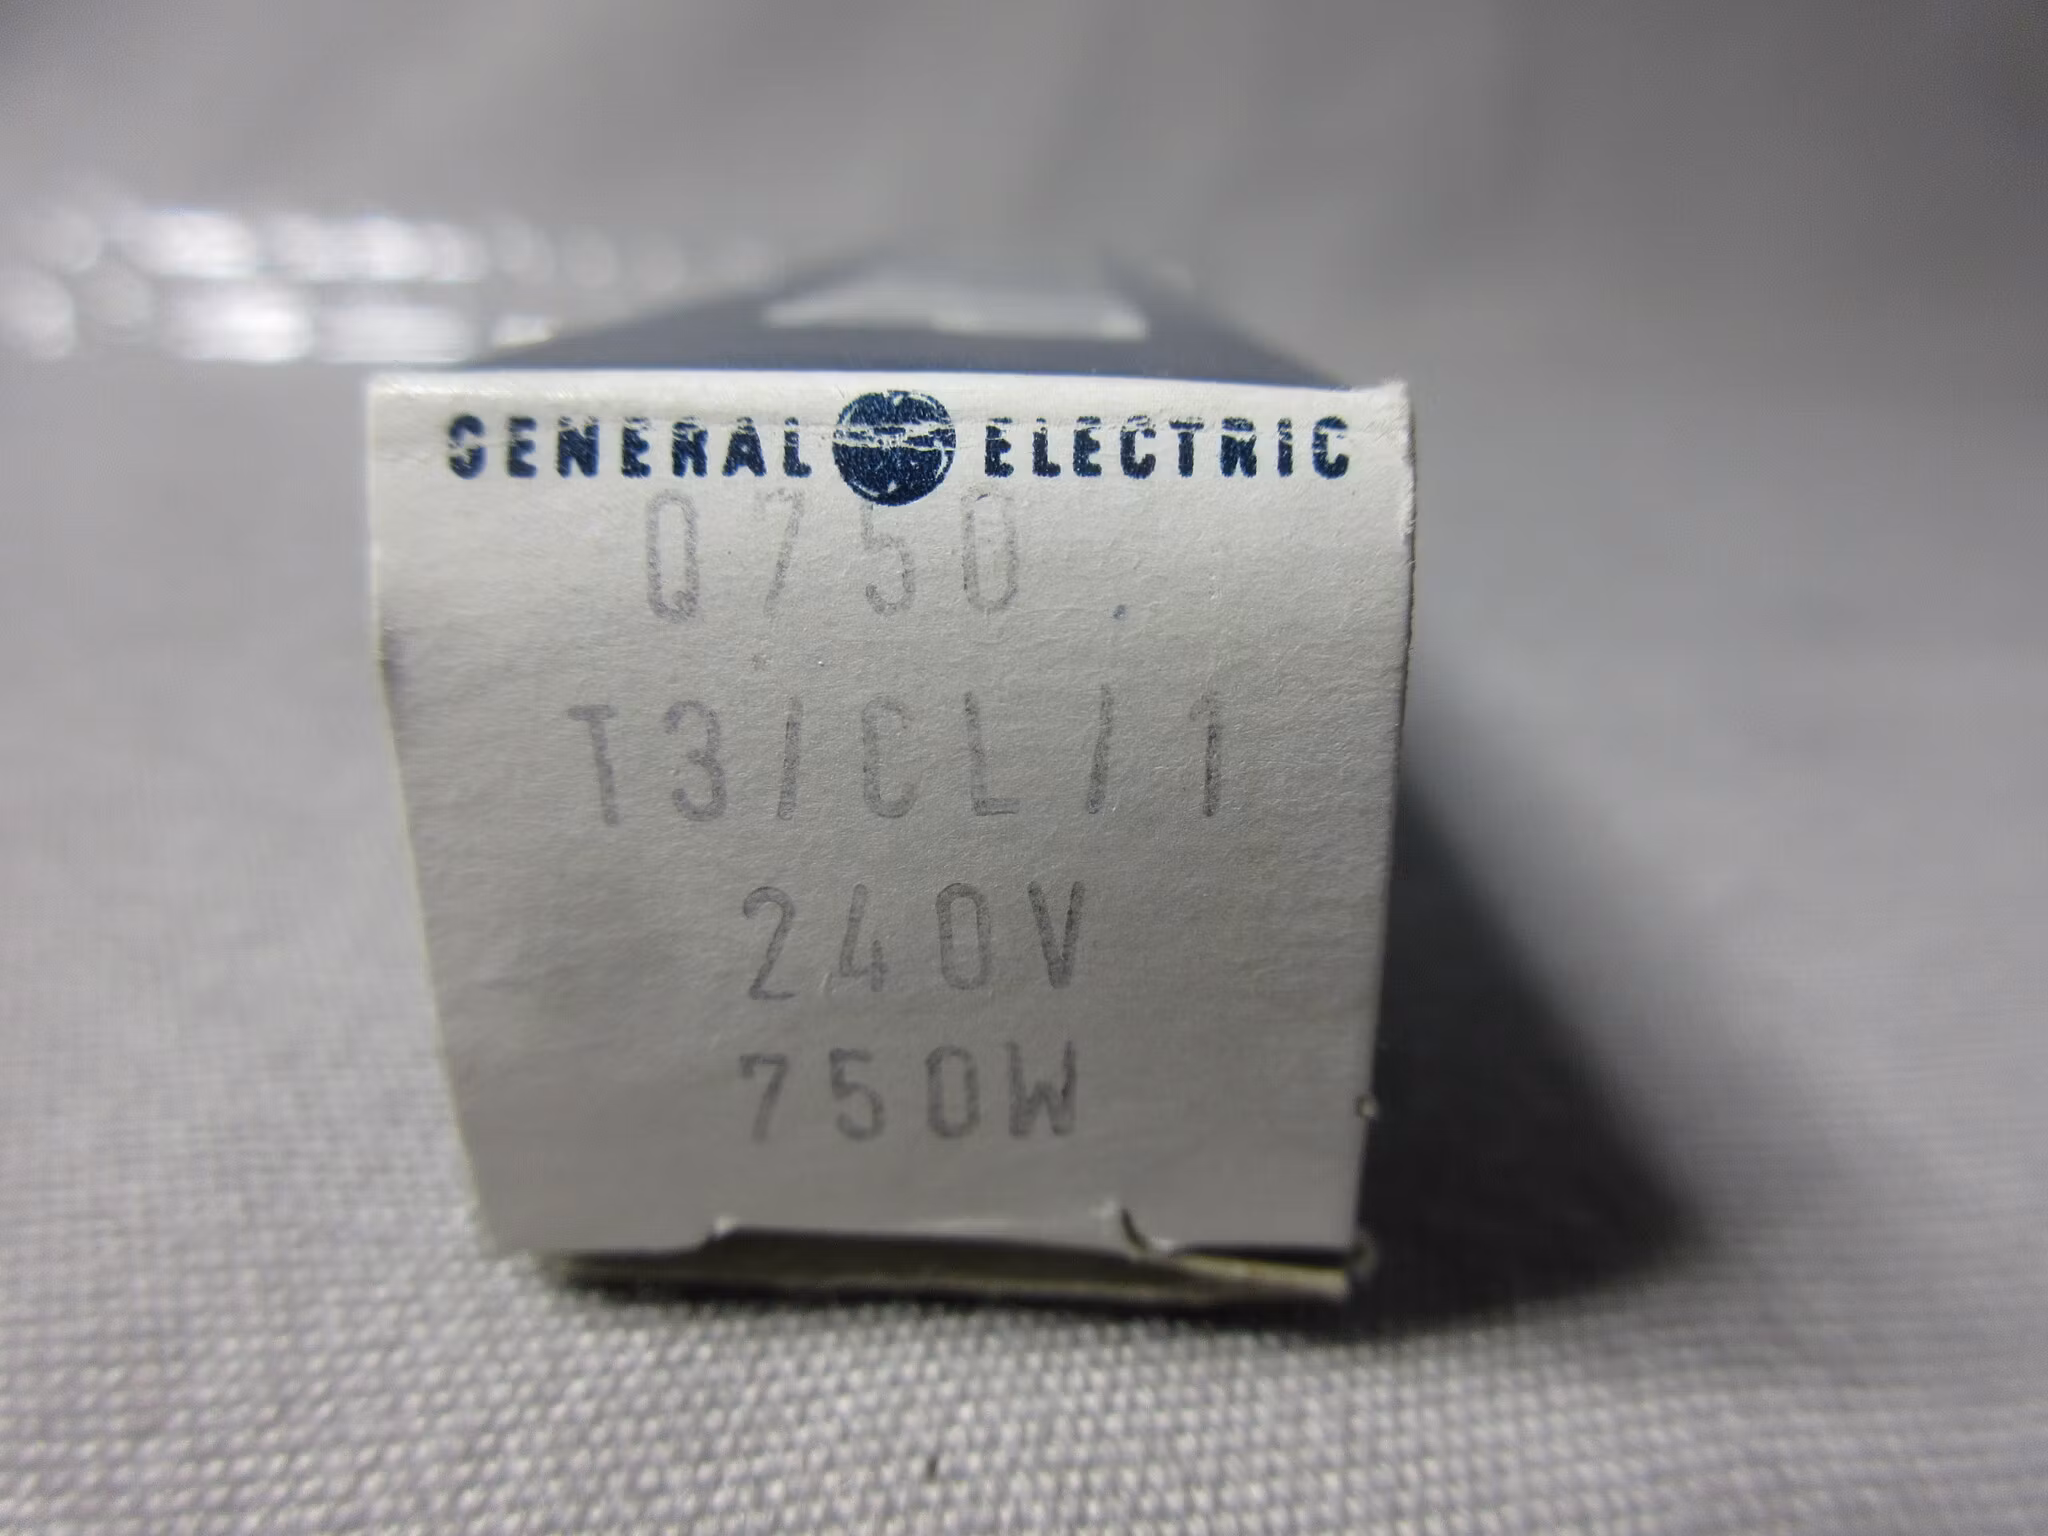 GENERAL ELECTRIC
Q750
T3/CL/1
240V
750W